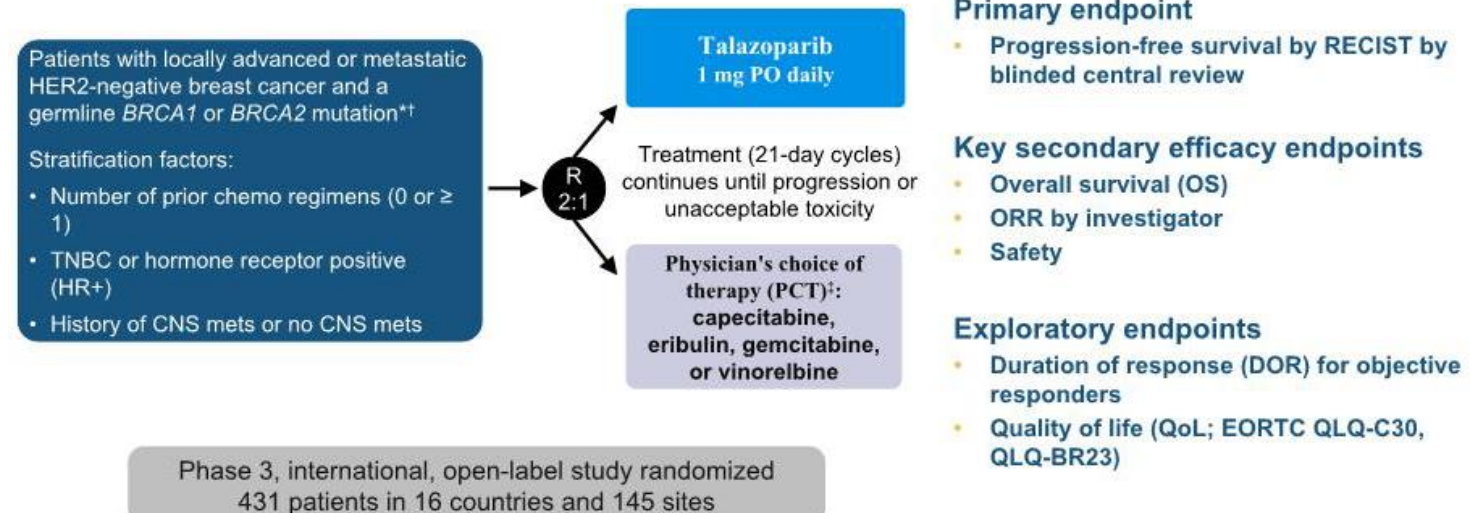 Patients with locally advanced or metastatic
HER2-negative breast cancer and a
germline BRCA1 or BRCA2 mutation*†
Stratification factors:
• Number of prior chemo regimens (0 or ≥
1)
• TNBC or hormone receptor positive
(HR+)
• History of CNS mets or no CNS mets
R
2:1
Talazoparib
1 mg PO daily
Treatment (21-day cycles)
continues until progression or
unacceptable toxicity
Physician's choice of
therapy (PCT)‡:
capecitabine,
eribulin, gemcitabine,
or vinorelbine
Phase 3, international, open-label study randomized
431 patients in 16 countries and 145 sites
Primary endpoint
• Progression-free survival by RECIST by
blinded central review
Key secondary efficacy endpoints
• Overall survival (OS)
• ORR by investigator
• Safety
Exploratory endpoints
• Duration of response (DOR) for objective
responders
• Quality of life (QoL; EORTC QLQ-C30,
QLQ-BR23)